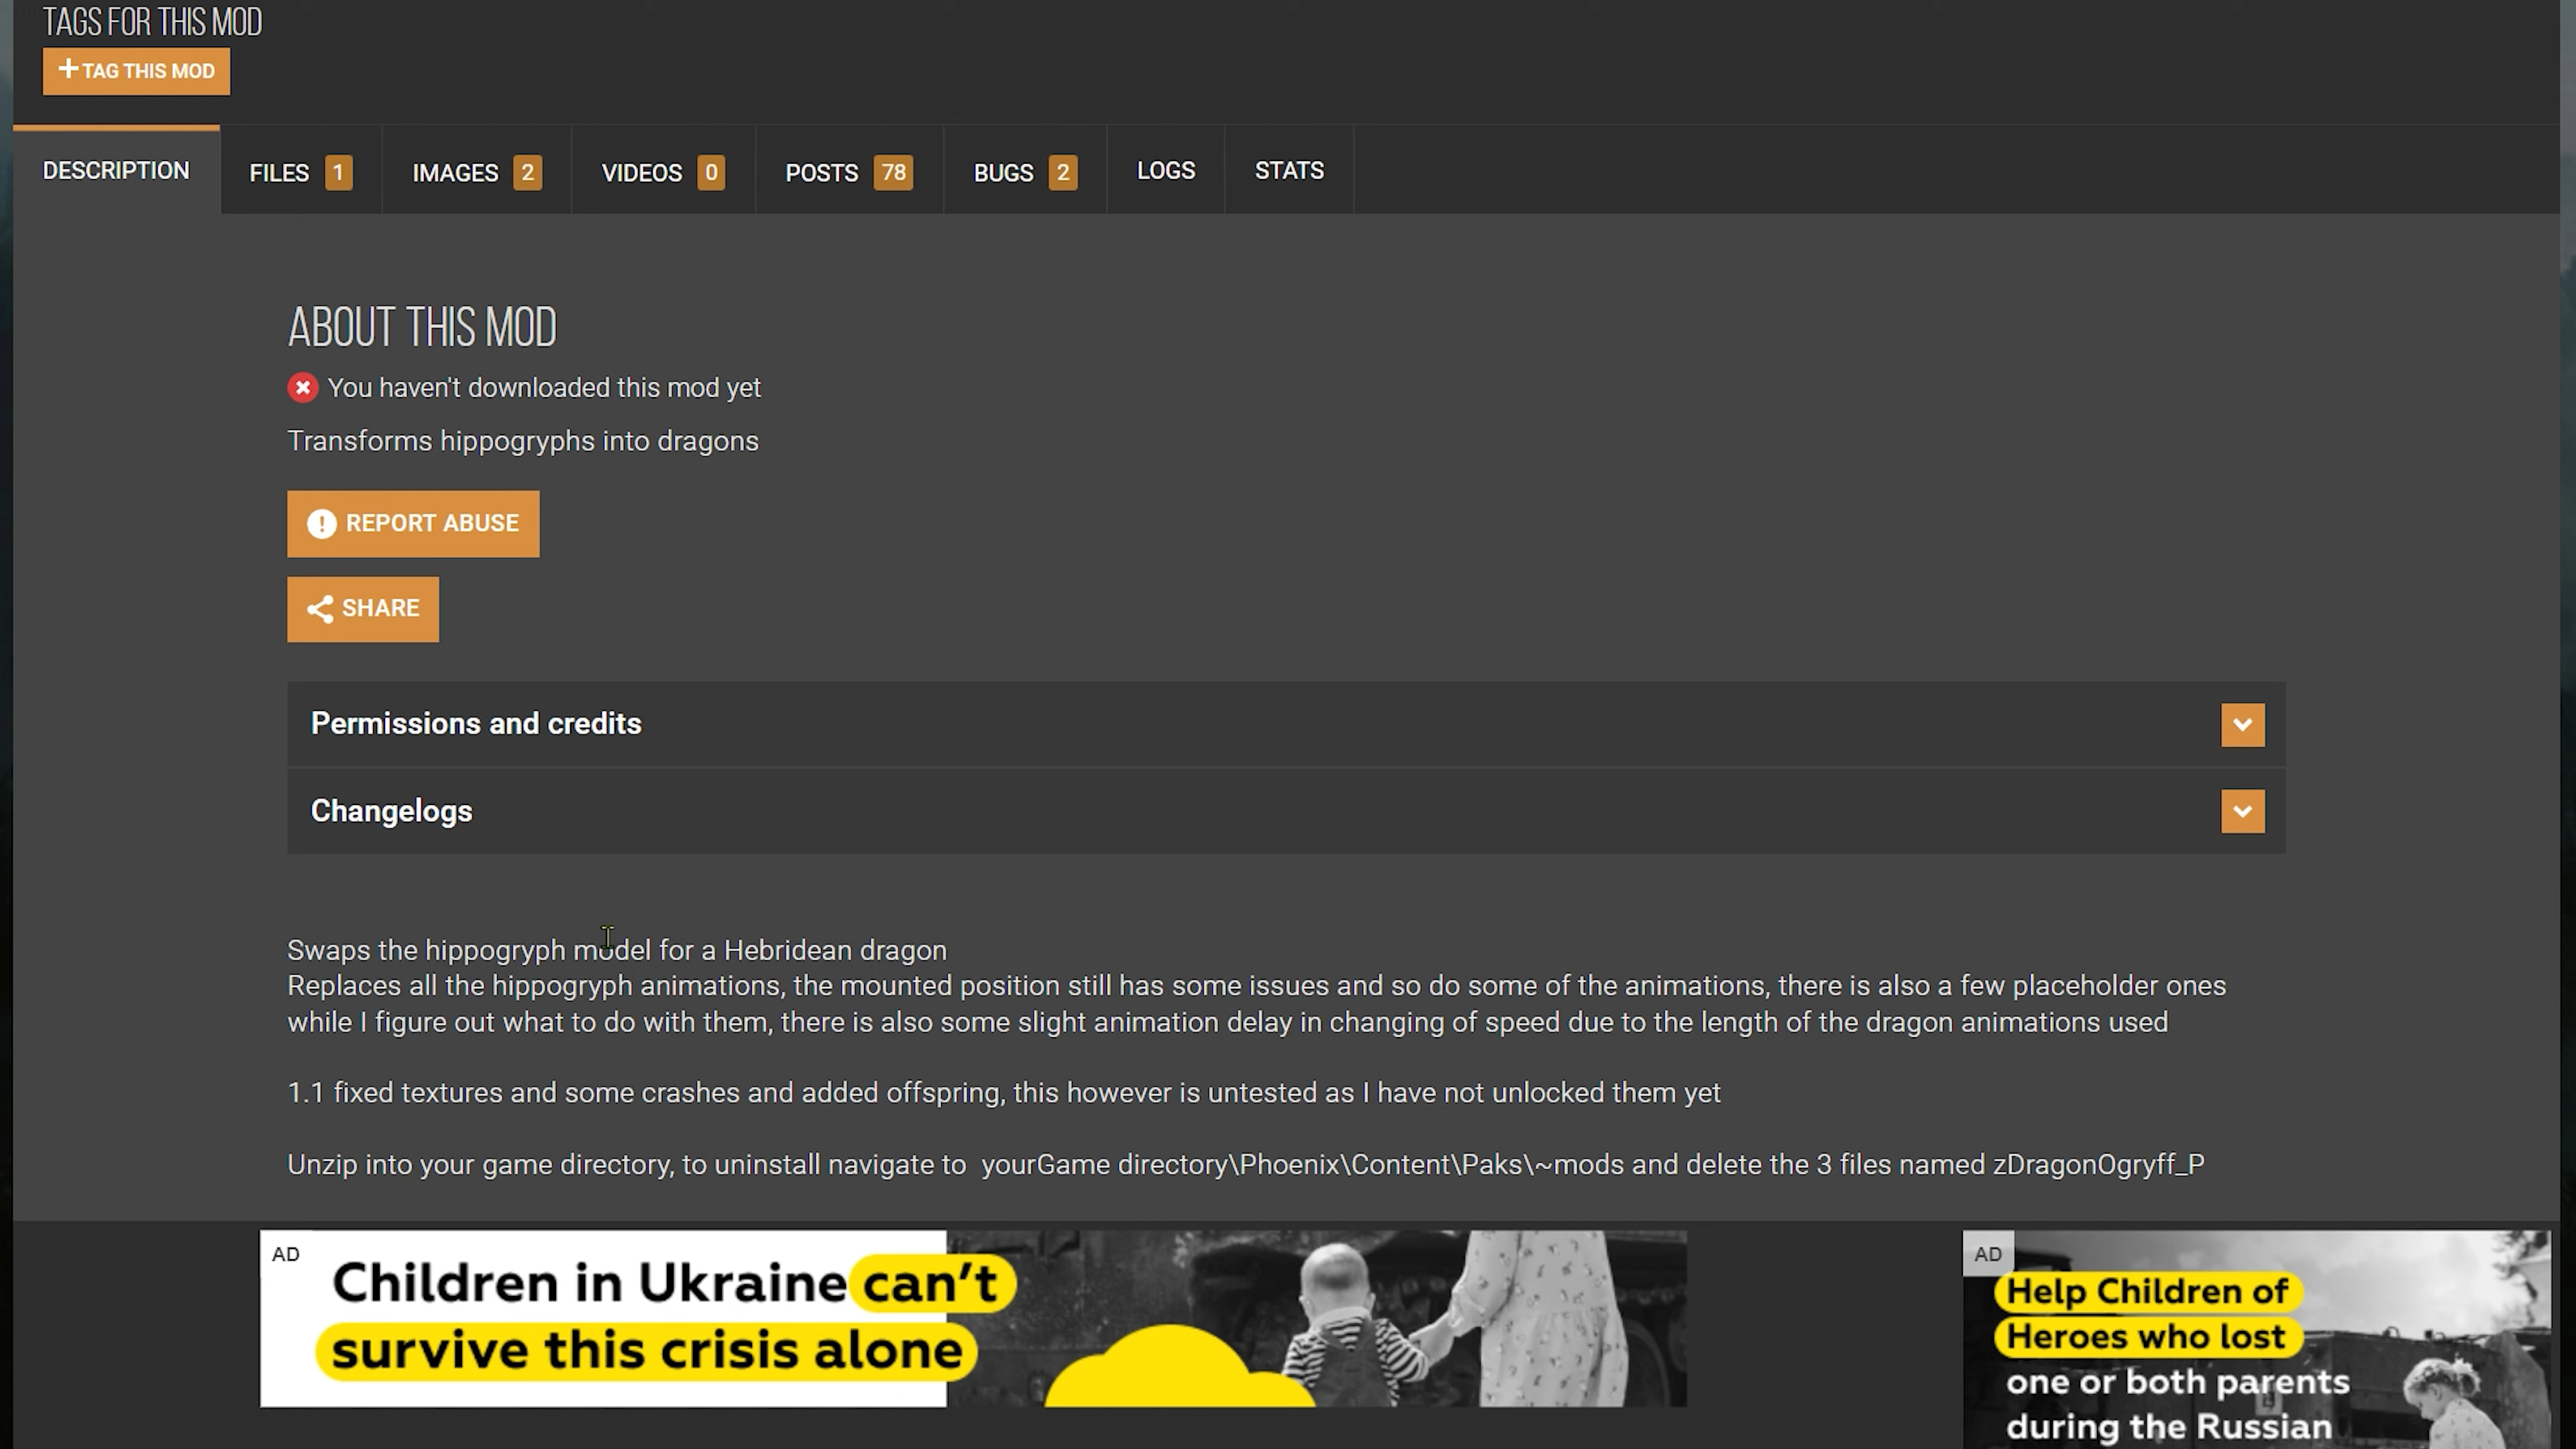 TAGS FOR THIS MOD
+TAG THIS MOD
DESCRIPTION
FILES 1
IMAGES 2
VIDEOS 0
POSTS 78
BUGS 2
LOGS
STATS
ABOUT THIS MOD
You haven't downloaded this mod yet
Transforms hippogryphs into dragons
REPORT ABUSE
SHARE
Permissions and credits
Changelogs
Swaps the hippogryph model for a Hebridean dragon
Replaces all the hippogryph animations, the mounted position still has some issues and so do some of the animations, there is also a few placeholder ones
while I figure out what to do with them, there is also some slight animation delay in changing of speed due to the length of the dragon animations used
1.1 fixed textures and some crashes and added offspring, this however is untested as I have not unlocked them yet
Unzip into your game directory, to uninstall navigate to yourGame directory\Phoenix\Content\Paks\~mods and delete the 3 files named zDragonOgryff_P
AD
Children in Ukraine can't
survive this crisis alone
AD
Help Children of
Heroes who lost
one or both parents
during the Russian